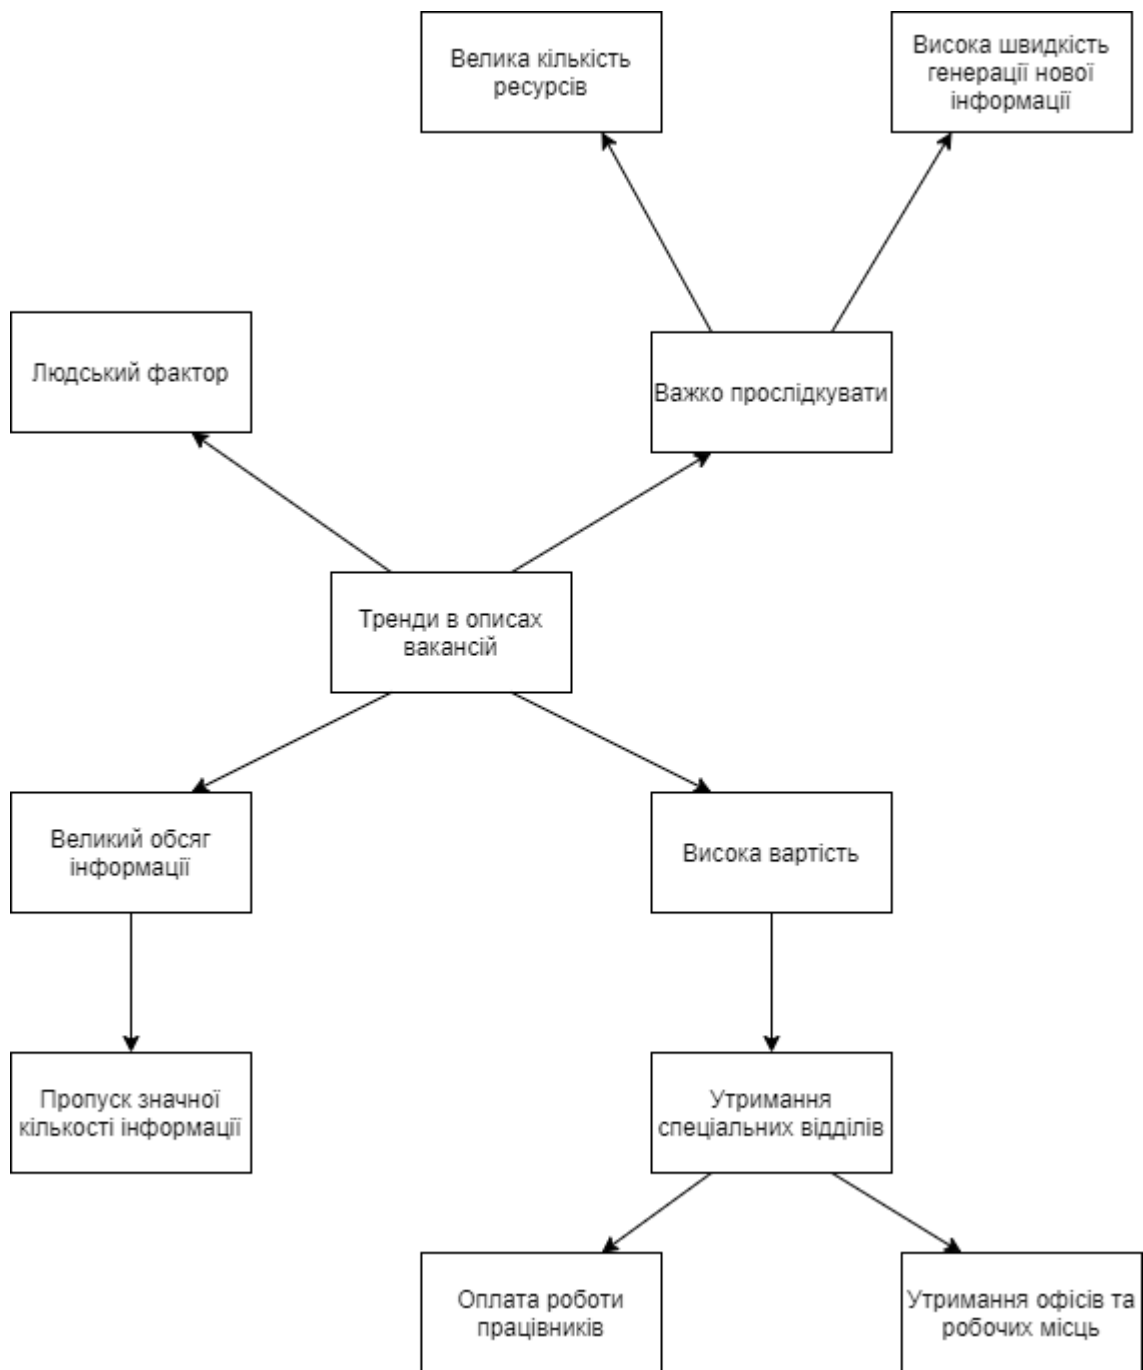 Велика кількість
ресурсів
Висока швидкість
генерації нової
інформації
Людський фактор
Важко прослідкувати
Тренди в описах
вакансій
Великий обсяг
інформації
Висока вартість
Пропуск значної
кількості інформації
Утримання
спеціальних відділів
Оплата роботи
працівників
Утримання офісів та
робочих місць